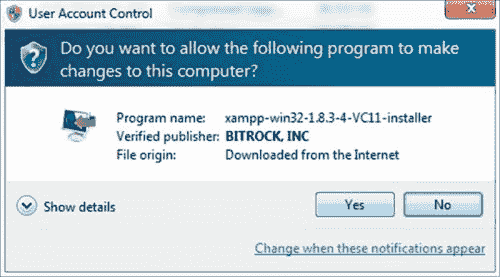 User Account Control
Do you want to allow the following program to make
changes to this computer?
Program name: xampp-win32-1.8.3-4-VC11-installer
Verified publisher: BITROCK, INC
File origin: Downloaded from the Internet
Show details
Yes
No
Change when these notifications appear